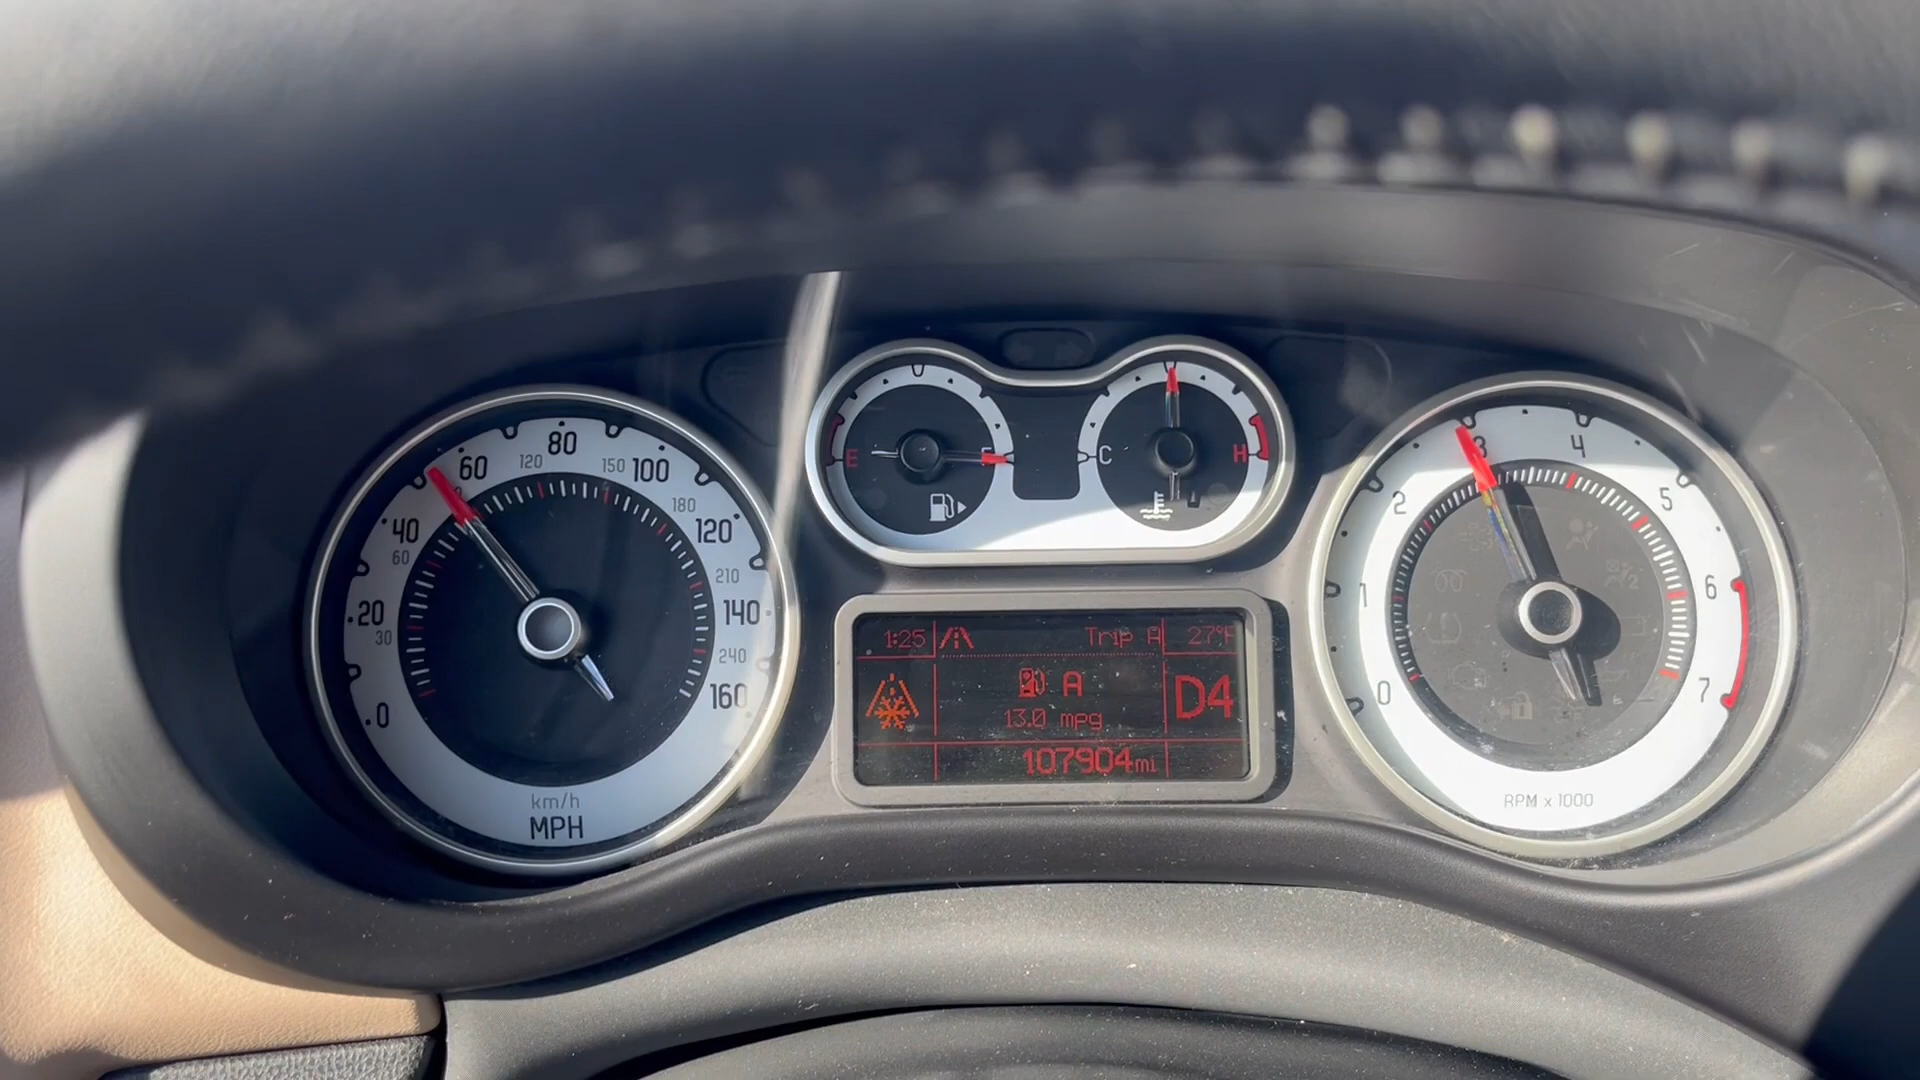 0 20 40 60 80 100 120 140 160
30 60 120 150 180 210 240
km/h
MPH
E
C H
1:25 Trip A 27°F
A
13.0 mpg
D4
107904mi
0 1 2 3 4 5 6 7
RPM x 1000